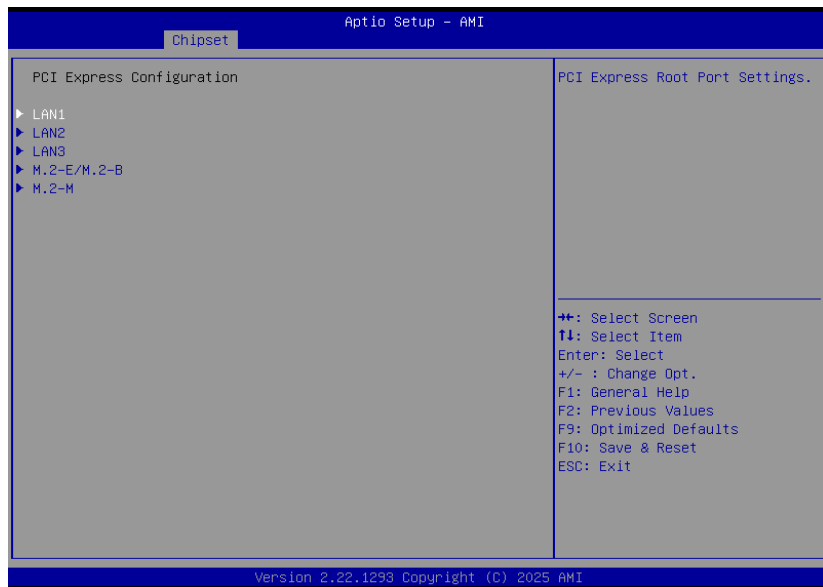 Aptio Setup – AMI
Chipset
PCI Express Configuration
▶ LAN1
▶ LAN2
▶ LAN3
▶ M.2-E/M.2-B
▶ M.2-M
PCI Express Root Port Settings.
→←: Select Screen
↑↓: Select Item
Enter: Select
+/- : Change Opt.
F1: General Help
F2: Previous Values
F9: Optimized Defaults
F10: Save & Reset
ESC: Exit
Version 2.22.1293 Copyright (C) 2025 AMI